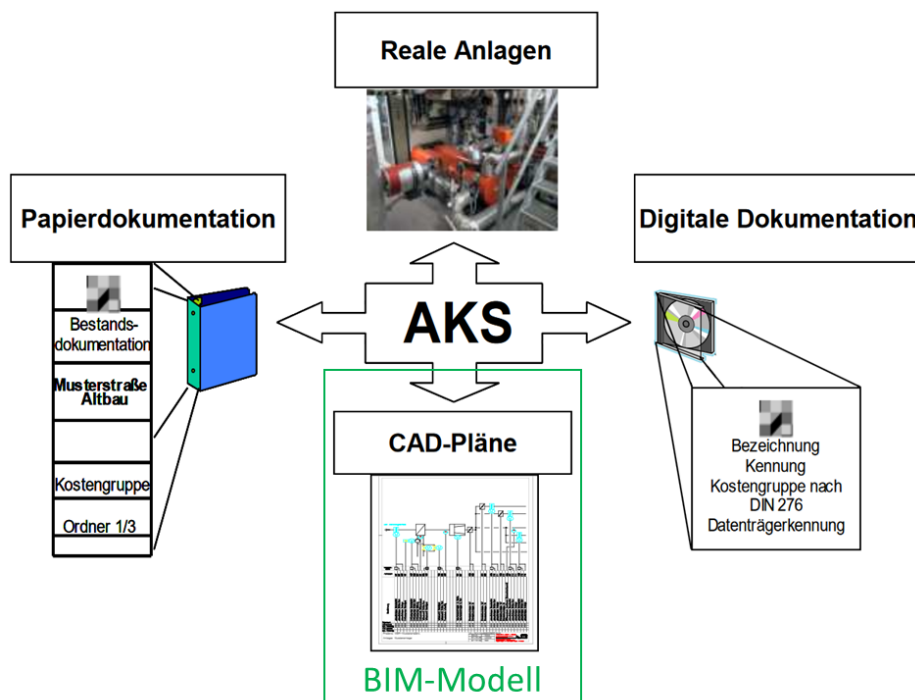 Reale Anlagen
Papierdokumentation
Bestands-
dokumentation
Musterstraße
Altbau
Kostengruppe
Ordner 1/3
AKS
Digitale Dokumentation
Bezeichnung
Kennung
Kostengruppe nach
DIN 276
Datenträgerkennung
CAD-Pläne
BIM-Modell